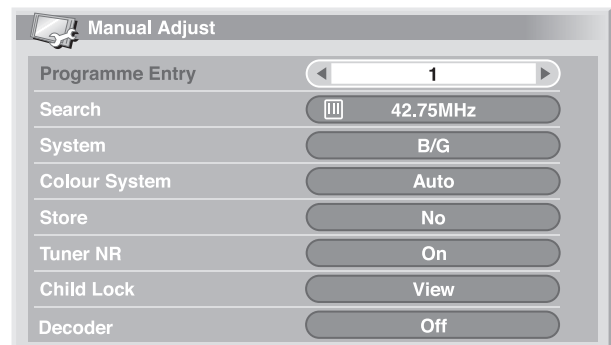 Manual Adjust
Programme Entry 1
Search 42.75MHz
System B/G
Colour System Auto
Store No
Tuner NR On
Child Lock View
Decoder Off